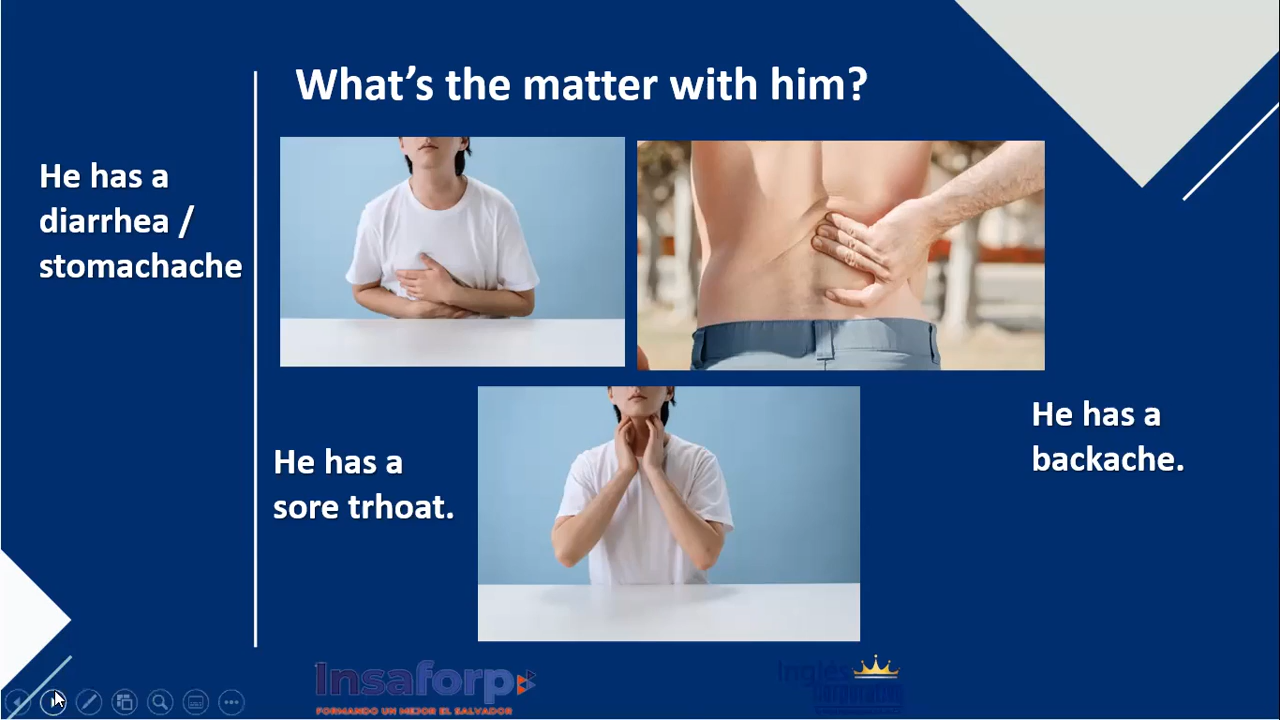 What's the matter with him?
He has a
diarrhea /
stomachache
He has a
backache.
He has a
sore trhoat.
Insaforp
FORMANDO UN MEJOR EL SALVADOR
Inglés